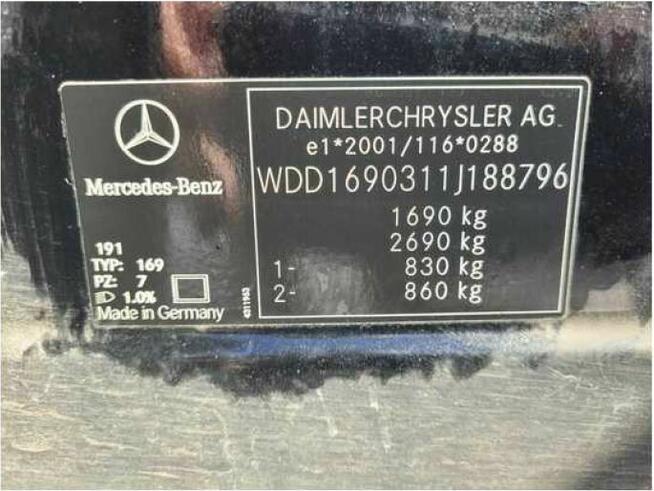 DAIMLERCHRYSLER AG.
e1*2001/116*0288
WDD1690311J188796
1690 kg
2690 kg
1- 830 kg
2- 860 kg
Mercedes-Benz
191
TYP: 169
PZ: 7
1.0%
Made in Germany
4311953